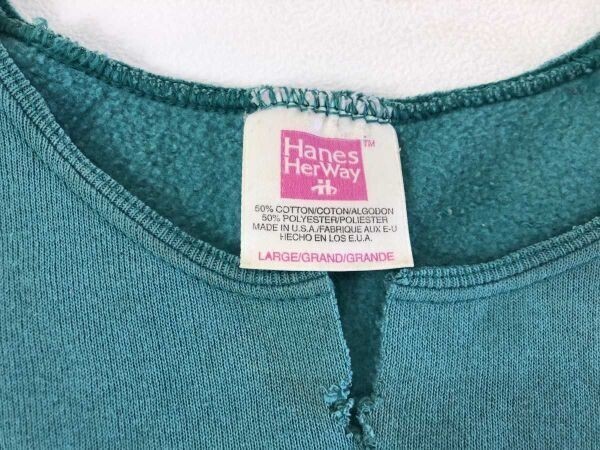 Hanes TM
HerWay
50% COTTON/COTON/ALGODON
50% POLYESTER/POLIESTER
MADE IN U.S.A./FABRIQUE AUX E-U
HECHO EN LOS E.U.A.
LARGE/GRAND/GRANDE